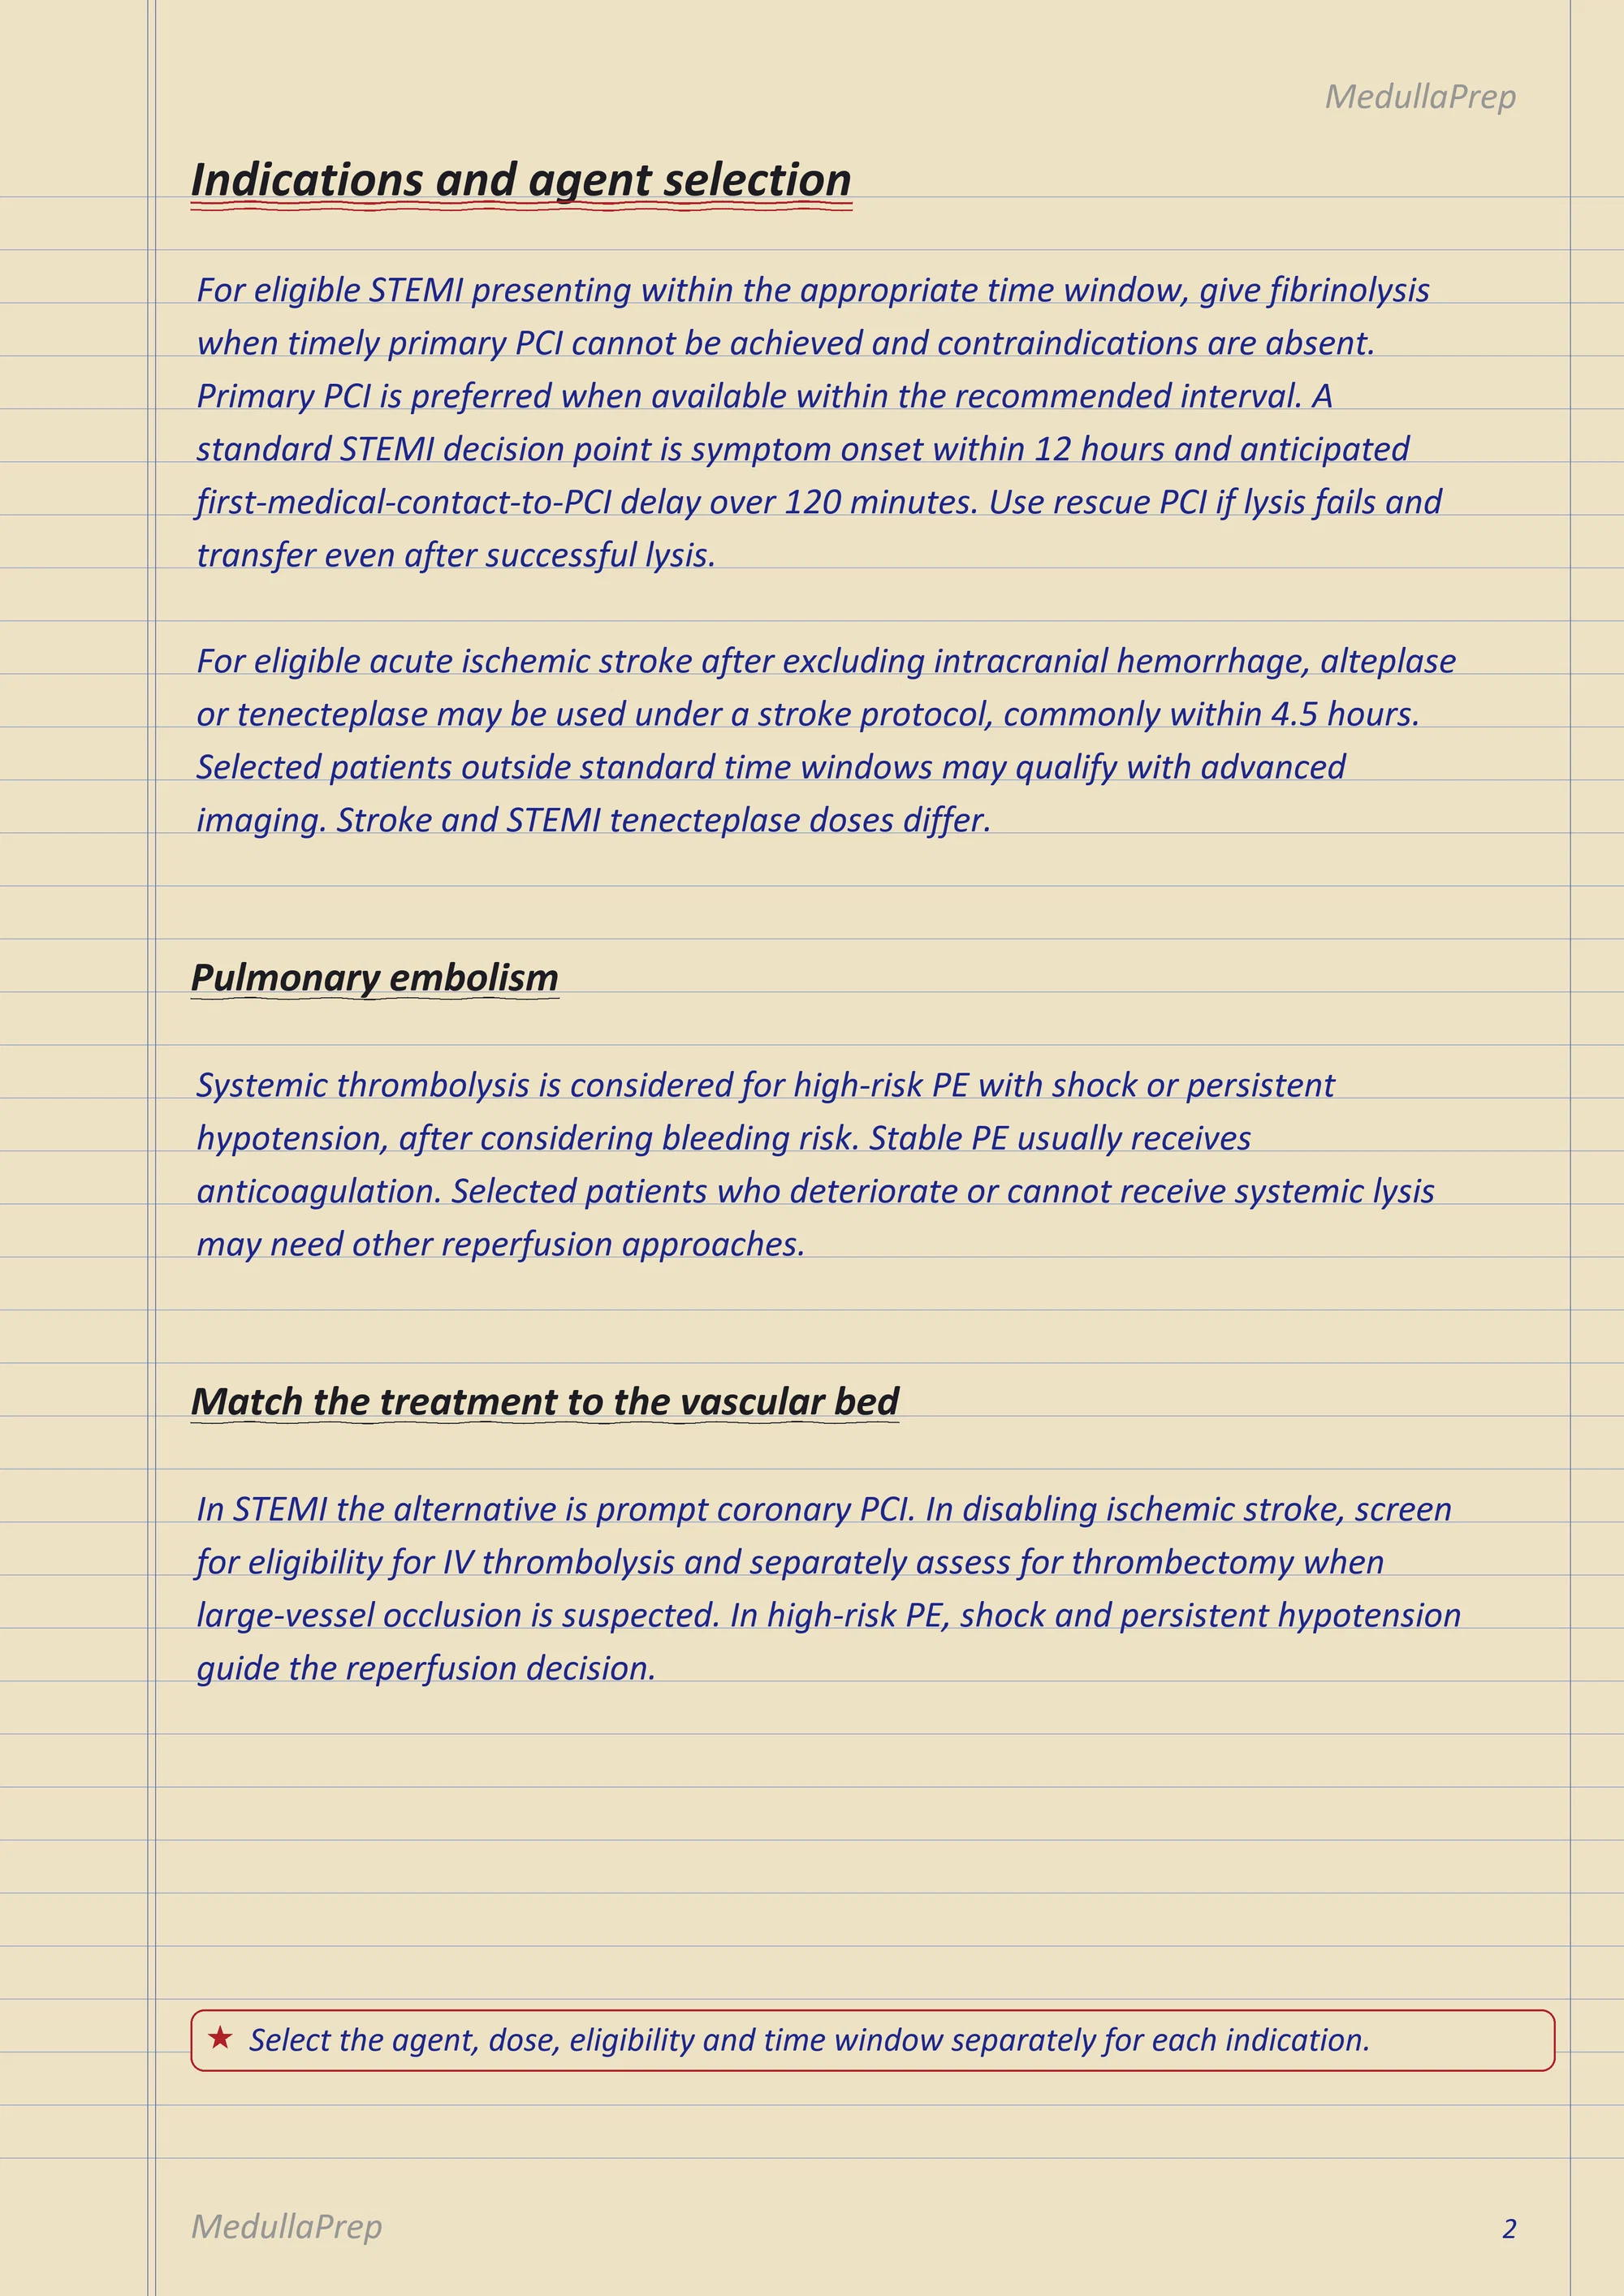 MedullaPrep
Indications and agent selection
For eligible STEMI presenting within the appropriate time window, give fibrinolysis
when timely primary PCI cannot be achieved and contraindications are absent.
Primary PCI is preferred when available within the recommended interval. A
standard STEMI decision point is symptom onset within 12 hours and anticipated
first-medical-contact-to-PCI delay over 120 minutes. Use rescue PCI if lysis fails and
transfer even after successful lysis.
For eligible acute ischemic stroke after excluding intracranial hemorrhage, alteplase
or tenecteplase may be used under a stroke protocol, commonly within 4.5 hours.
Selected patients outside standard time windows may qualify with advanced
imaging. Stroke and STEMI tenecteplase doses differ.
Pulmonary embolism
Systemic thrombolysis is considered for high-risk PE with shock or persistent
hypotension, after considering bleeding risk. Stable PE usually receives
anticoagulation. Selected patients who deteriorate or cannot receive systemic lysis
may need other reperfusion approaches.
Match the treatment to the vascular bed
In STEMI the alternative is prompt coronary PCI. In disabling ischemic stroke, screen
for eligibility for IV thrombolysis and separately assess for thrombectomy when
large-vessel occlusion is suspected. In high-risk PE, shock and persistent hypotension
guide the reperfusion decision.
★ Select the agent, dose, eligibility and time window separately for each indication.
MedullaPrep
2